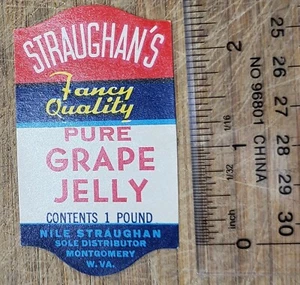 STRAUGHAN'S
Fancy
Quality
PURE
GRAPE
JELLY
CONTENTS 1 POUND
NILE STRAUGHAN
SOLE DISTRIBUTOR
MONTGOMERY
W. VA.
2
1
0
inch
1/16
1/32
NO 96801 CHINA
25
26
27
28
29
30